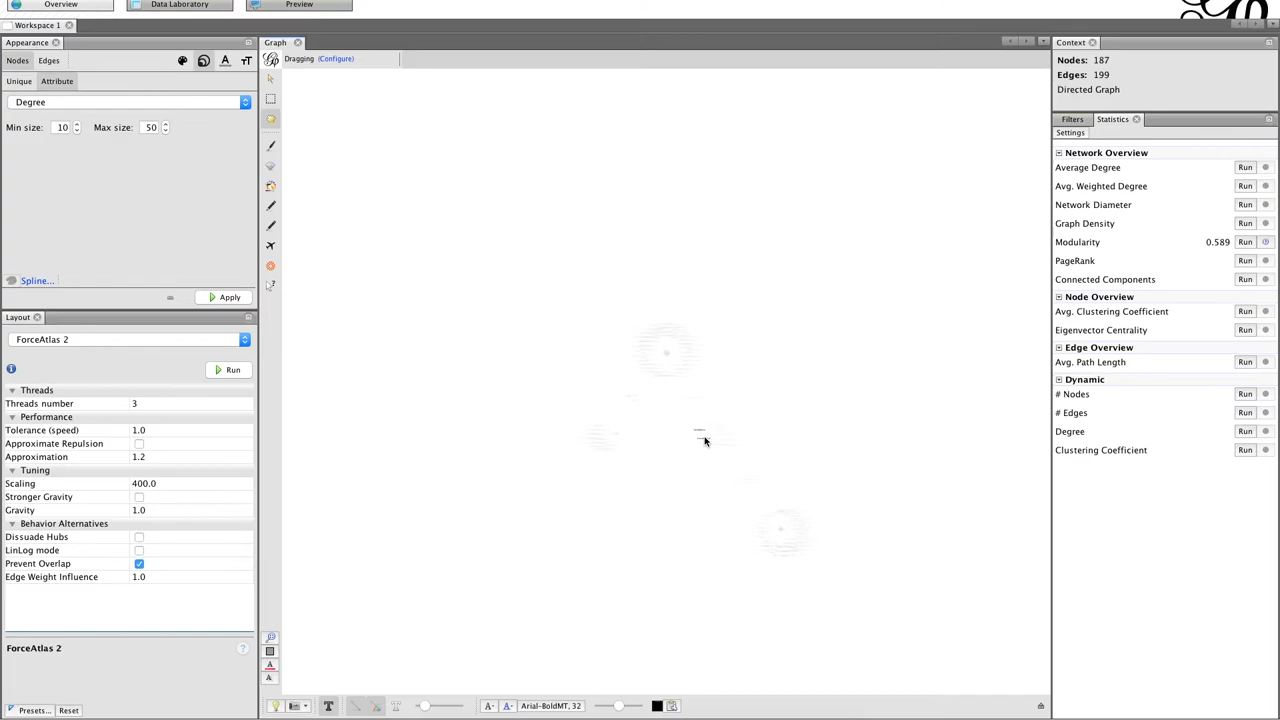 Overview Data Laboratory Preview
Workspace 1
Appearance
Nodes Edges
Unique Attribute
Degree
Min size: 10 Max size: 50
Spline...
Apply
Layout
ForceAtlas 2
Run
Threads
Threads number 3
Performance
Tolerance (speed) 1.0
Approximate Repulsion
Approximation 1.2
Tuning
Scaling 400.0
Stronger Gravity
Gravity 1.0
Behavior Alternatives
Dissuade Hubs
LinLog mode
Prevent Overlap
Edge Weight Influence 1.0
ForceAtlas 2
?
Presets... Reset
Graph
Dragging (Configure)
T A- A- Arial-BoldMT, 32
Context
Nodes: 187
Edges: 199
Directed Graph
Filters Statistics
Settings
Network Overview
Average Degree Run
Avg. Weighted Degree Run
Network Diameter Run
Graph Density Run
Modularity 0.589 Run
PageRank Run
Connected Components Run
Node Overview
Avg. Clustering Coefficient Run
Eigenvector Centrality Run
Edge Overview
Avg. Path Length Run
Dynamic
# Nodes Run
# Edges Run
Degree Run
Clustering Coefficient Run